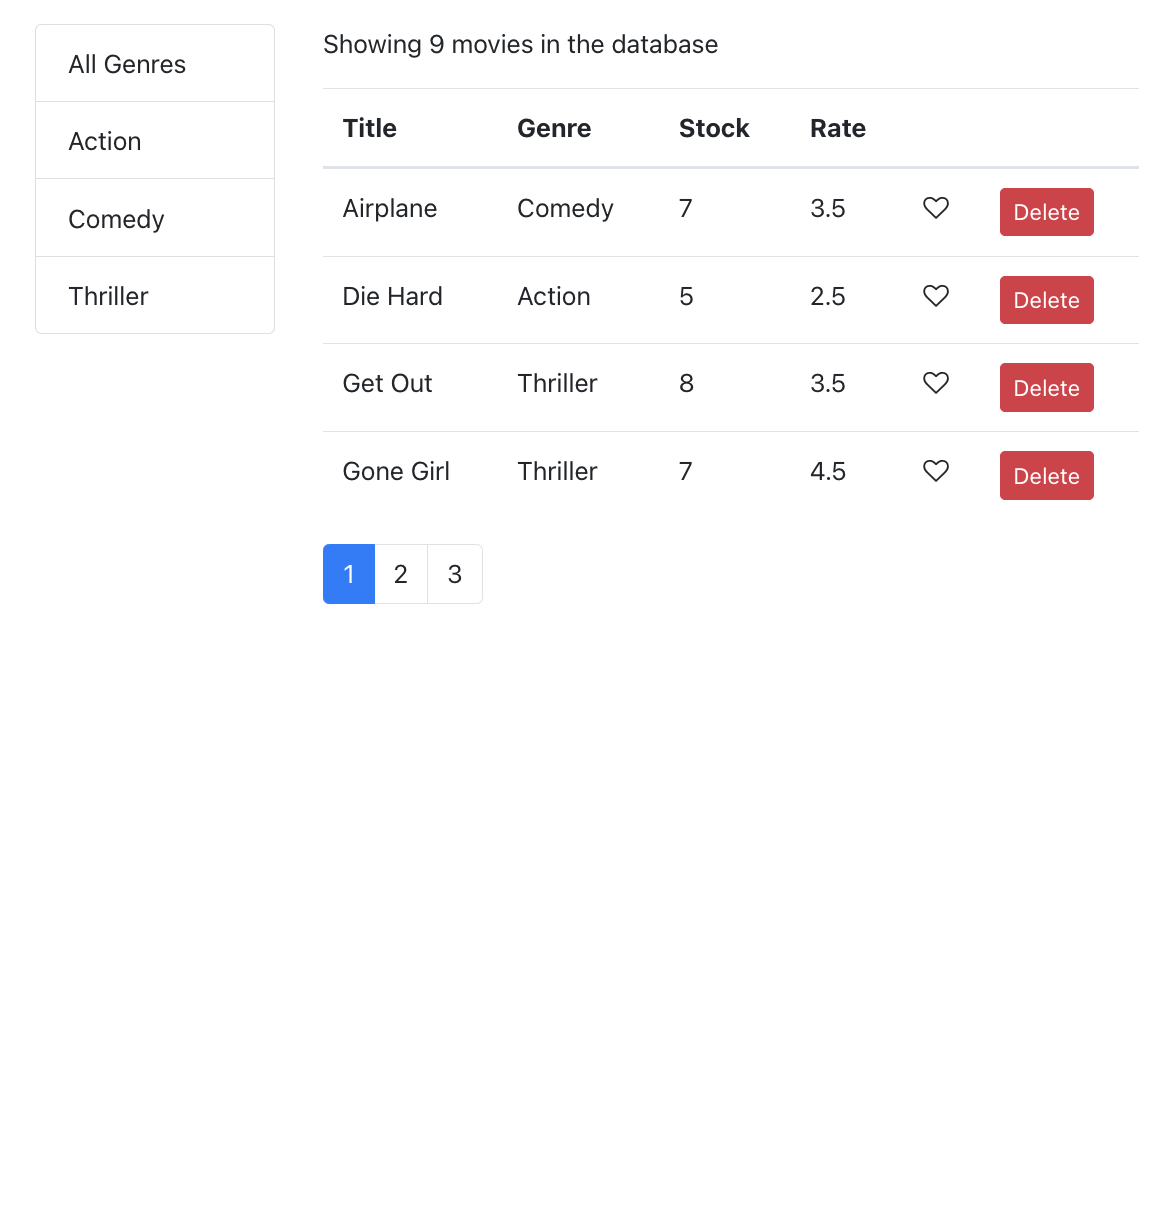 All Genres
Action
Comedy
Thriller
Showing 9 movies in the database
Title Genre Stock Rate
Airplane Comedy 7 3.5 Delete
Die Hard Action 5 2.5 Delete
Get Out Thriller 8 3.5 Delete
Gone Girl Thriller 7 4.5 Delete
1 2 3